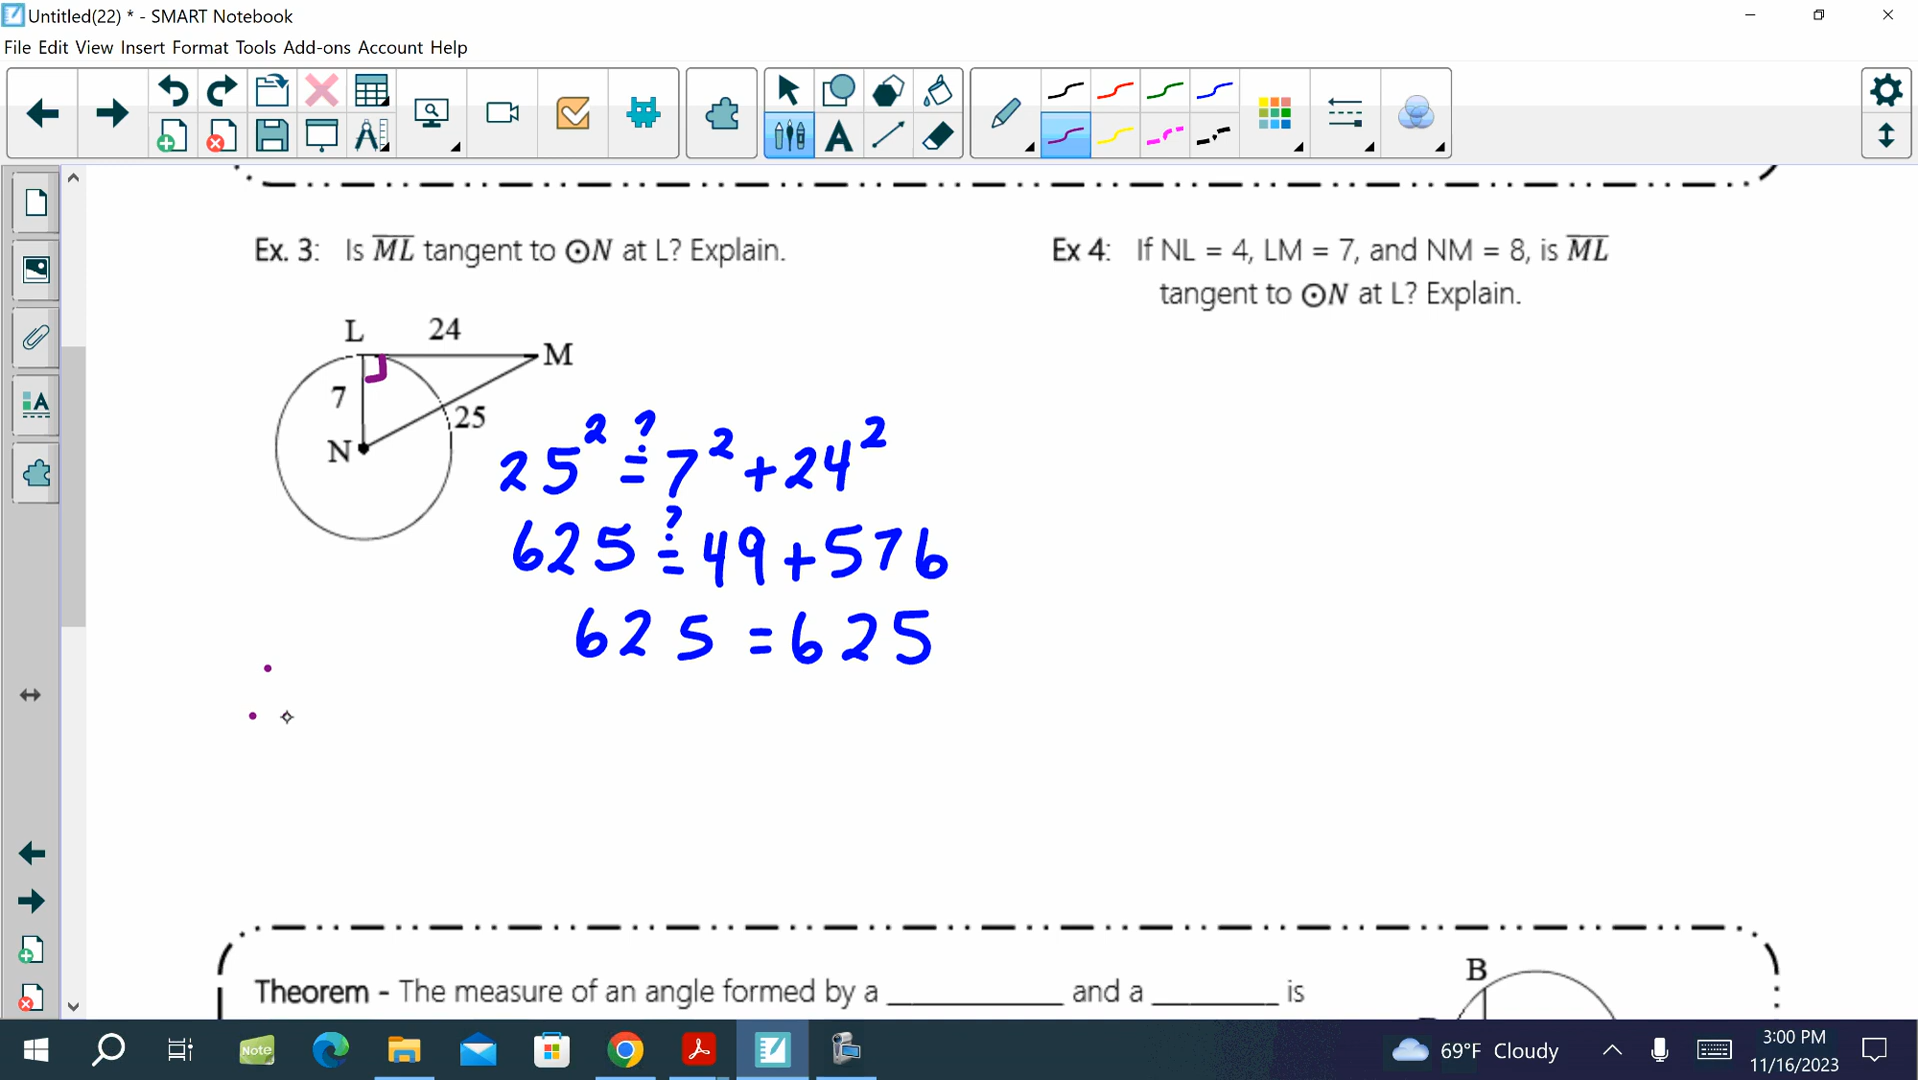 Untitled(22) * - SMART Notebook
File Edit View Insert Format Tools Add-ons Account Help
A
A
Ex. 3: Is ML tangent to ⊙N at L? Explain.
Ex 4: If NL = 4, LM = 7, and NM = 8, is ML
tangent to ⊙N at L? Explain.
L 24
M
7
25
N
25² ≟ 7² + 24²
625 ≟ 49 + 576
625 = 625
B
Theorem - The measure of an angle formed by a ____________ and a _________ is
Note
69°F Cloudy
3:00 PM
11/16/2023